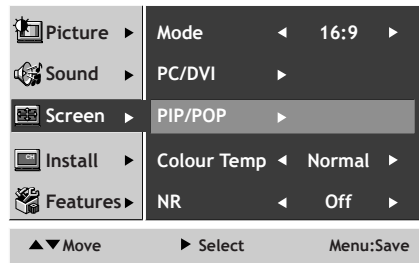 Picture ▶ Mode ◀ 16:9 ▶
Sound ▶ PC/DVI ▶
Screen ▶ PIP/POP ▶
CH Install ▶ Colour Temp ◀ Normal ▶
Features ▶ NR ◀ Off ▶
▲▼Move ▶ Select Menu:Save